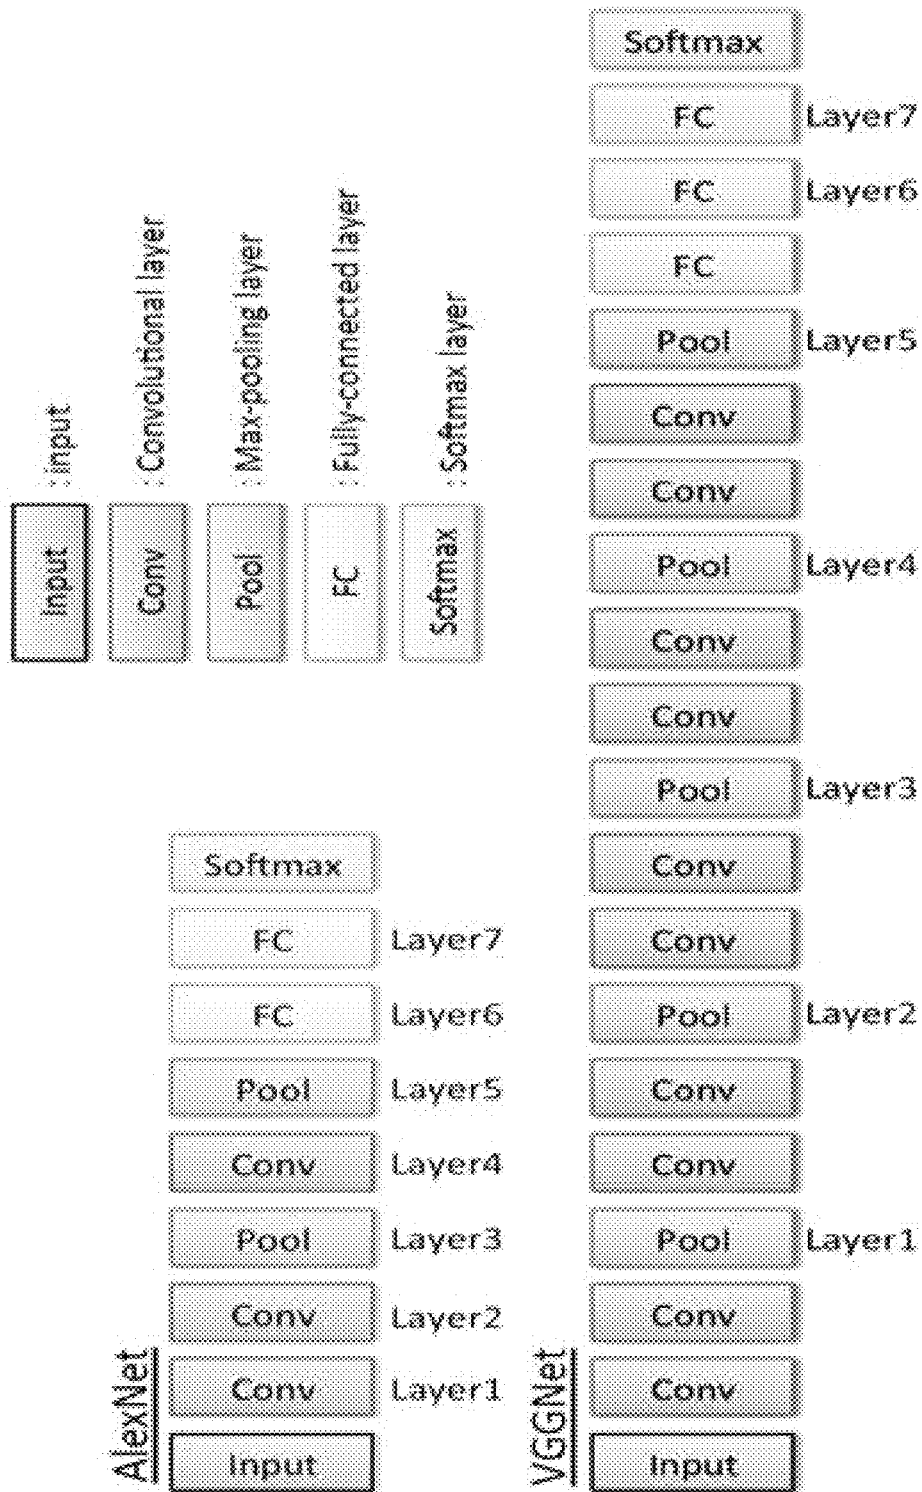 Input : input
Conv : Convolutional layer
Pool : Max-pooling layer
FC : Fully-connected layer
Softmax : Softmax layer
AlexNet
Softmax
FC Layer7
FC Layer6
Pool Layer5
Conv Layer4
Pool Layer3
Conv Layer2
Conv Layer1
Input
VGGNet
Softmax
FC Layer7
FC Layer6
FC
Pool Layer5
Conv
Conv
Pool Layer4
Conv
Conv
Pool Layer3
Conv
Conv
Pool Layer2
Conv
Conv
Pool Layer1
Conv
Conv
Input